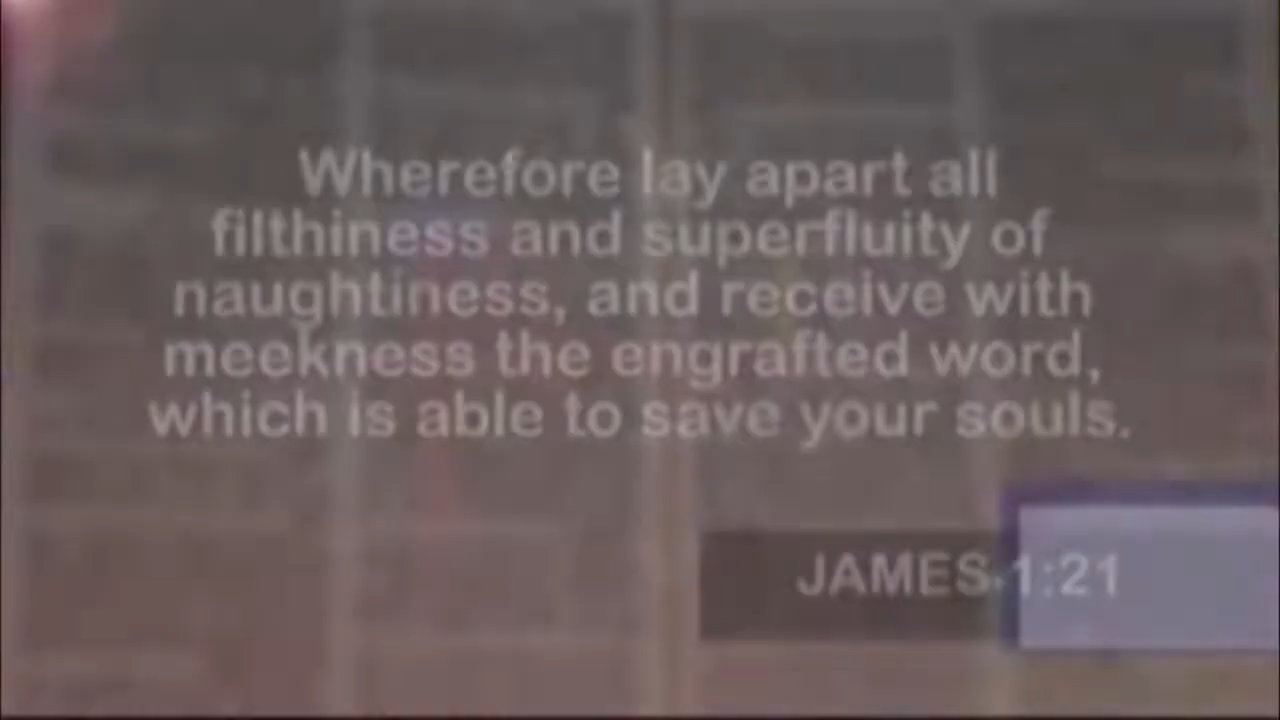 Wherefore lay apart all
filthiness and superfluity of
naughtiness, and receive with
meekness the engrafted word,
which is able to save your souls.
JAMES 1:21